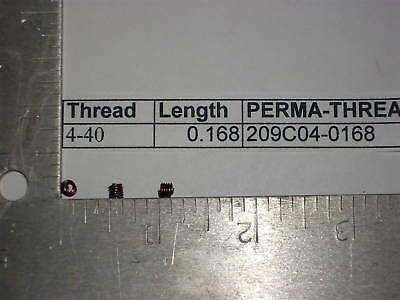 Thread Length PERMA-THREA
4-40 0.168 209C04-0168
1 2 3